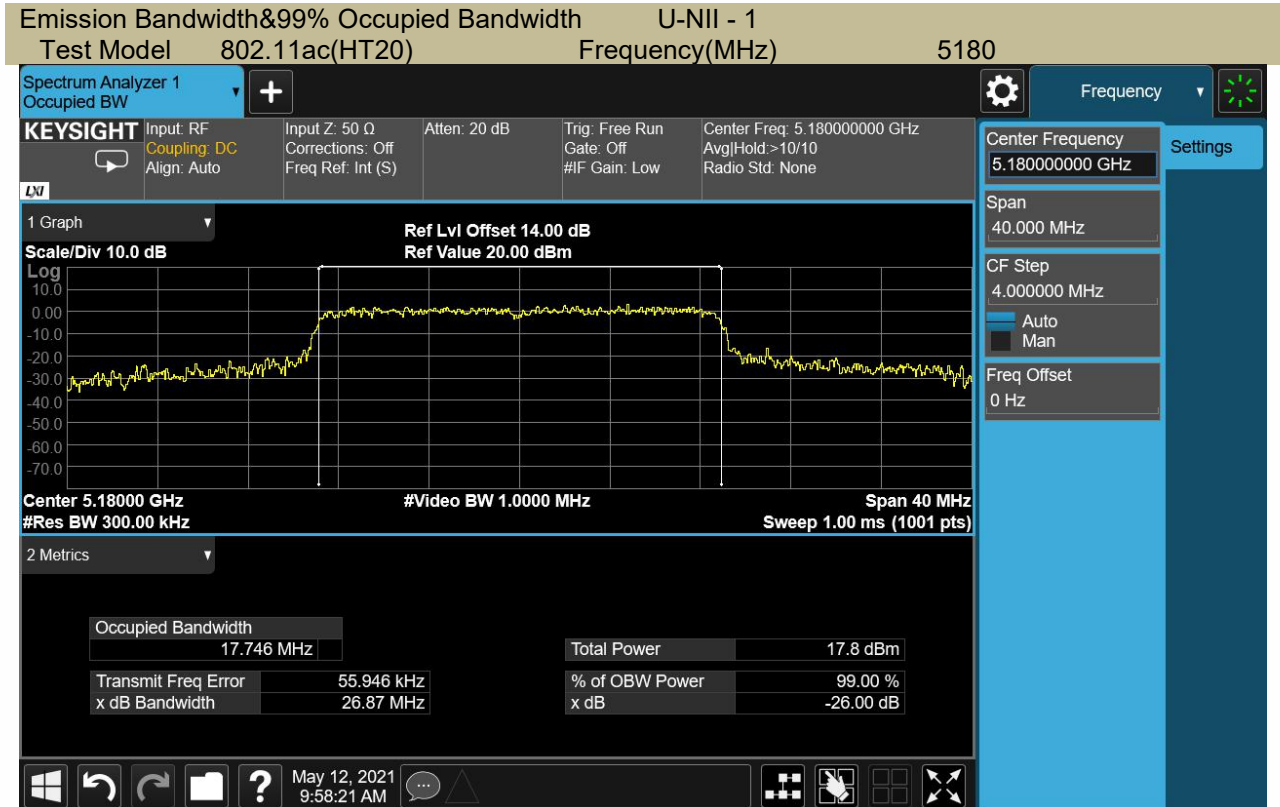 Emission Bandwidth&99% Occupied Bandwidth U-NII - 1
Test Model 802.11ac(HT20) Frequency(MHz) 5180
Spectrum Analyzer 1
Occupied BW
+
Frequency
KEYSIGHT
LXI
Input: RF
Coupling: DC
Align: Auto
Input Z: 50 Ω
Corrections: Off
Freq Ref: Int (S)
Atten: 20 dB
Trig: Free Run
Gate: Off
#IF Gain: Low
Center Freq: 5.180000000 GHz
Avg|Hold:>10/10
Radio Std: None
Center Frequency
5.180000000 GHz
Settings
Span
40.000 MHz
CF Step
4.000000 MHz
Auto
Man
Freq Offset
0 Hz
1 Graph
Scale/Div 10.0 dB
Ref Lvl Offset 14.00 dB
Ref Value 20.00 dBm
Log
10.0
0.00
-10.0
-20.0
-30.0
-40.0
-50.0
-60.0
-70.0
Center 5.18000 GHz #Video BW 1.0000 MHz Span 40 MHz
#Res BW 300.00 kHz Sweep 1.00 ms (1001 pts)
2 Metrics
Occupied Bandwidth
17.746 MHz Total Power 17.8 dBm
Transmit Freq Error 55.946 kHz % of OBW Power 99.00 %
x dB Bandwidth 26.87 MHz x dB -26.00 dB
?
May 12, 2021
9:58:21 AM